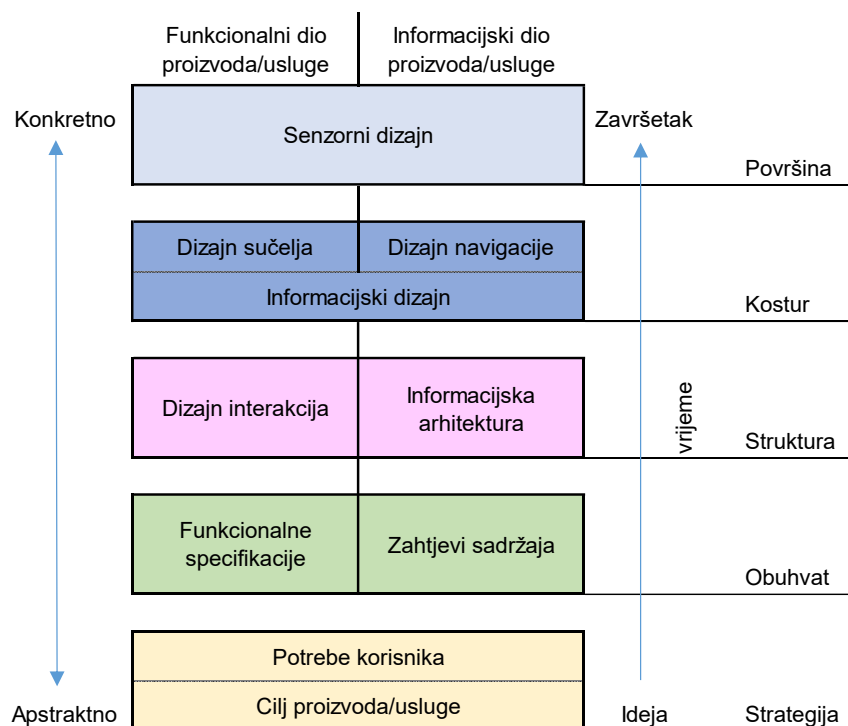 Funkcionalni dio
proizvoda/usluge
Informacijski dio
proizvoda/usluge
Konkretno
Senzorni dizajn
Završetak
Površina
Dizajn sučelja
Dizajn navigacije
Informacijski dizajn
Kostur
Dizajn interakcija
Informacijska
arhitektura
vrijeme
Struktura
Funkcionalne
specifikacije
Zahtjevi sadržaja
Obuhvat
Potrebe korisnika
Apstraktno
Cilj proizvoda/usluge
Ideja
Strategija